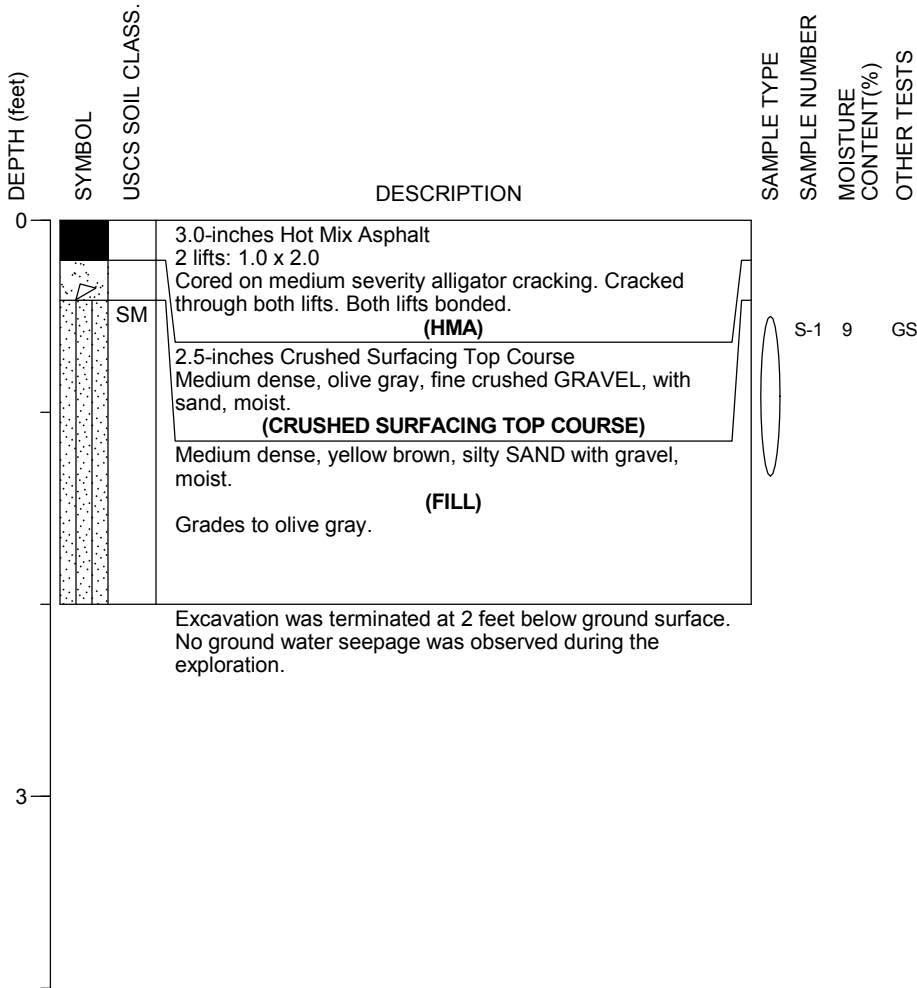 DEPTH (feet)
SYMBOL
USCS SOIL CLASS.
DESCRIPTION
SAMPLE TYPE
SAMPLE NUMBER
MOISTURE
CONTENT(%)
OTHER TESTS
0
3.0-inches Hot Mix Asphalt
2 lifts: 1.0 x 2.0
Cored on medium severity alligator cracking. Cracked
through both lifts. Both lifts bonded.
(HMA)
SM
S-1 9 GS
2.5-inches Crushed Surfacing Top Course
Medium dense, olive gray, fine crushed GRAVEL, with
sand, moist.
(CRUSHED SURFACING TOP COURSE)
Medium dense, yellow brown, silty SAND with gravel,
moist.
(FILL)
Grades to olive gray.
Excavation was terminated at 2 feet below ground surface.
No ground water seepage was observed during the
exploration.
3